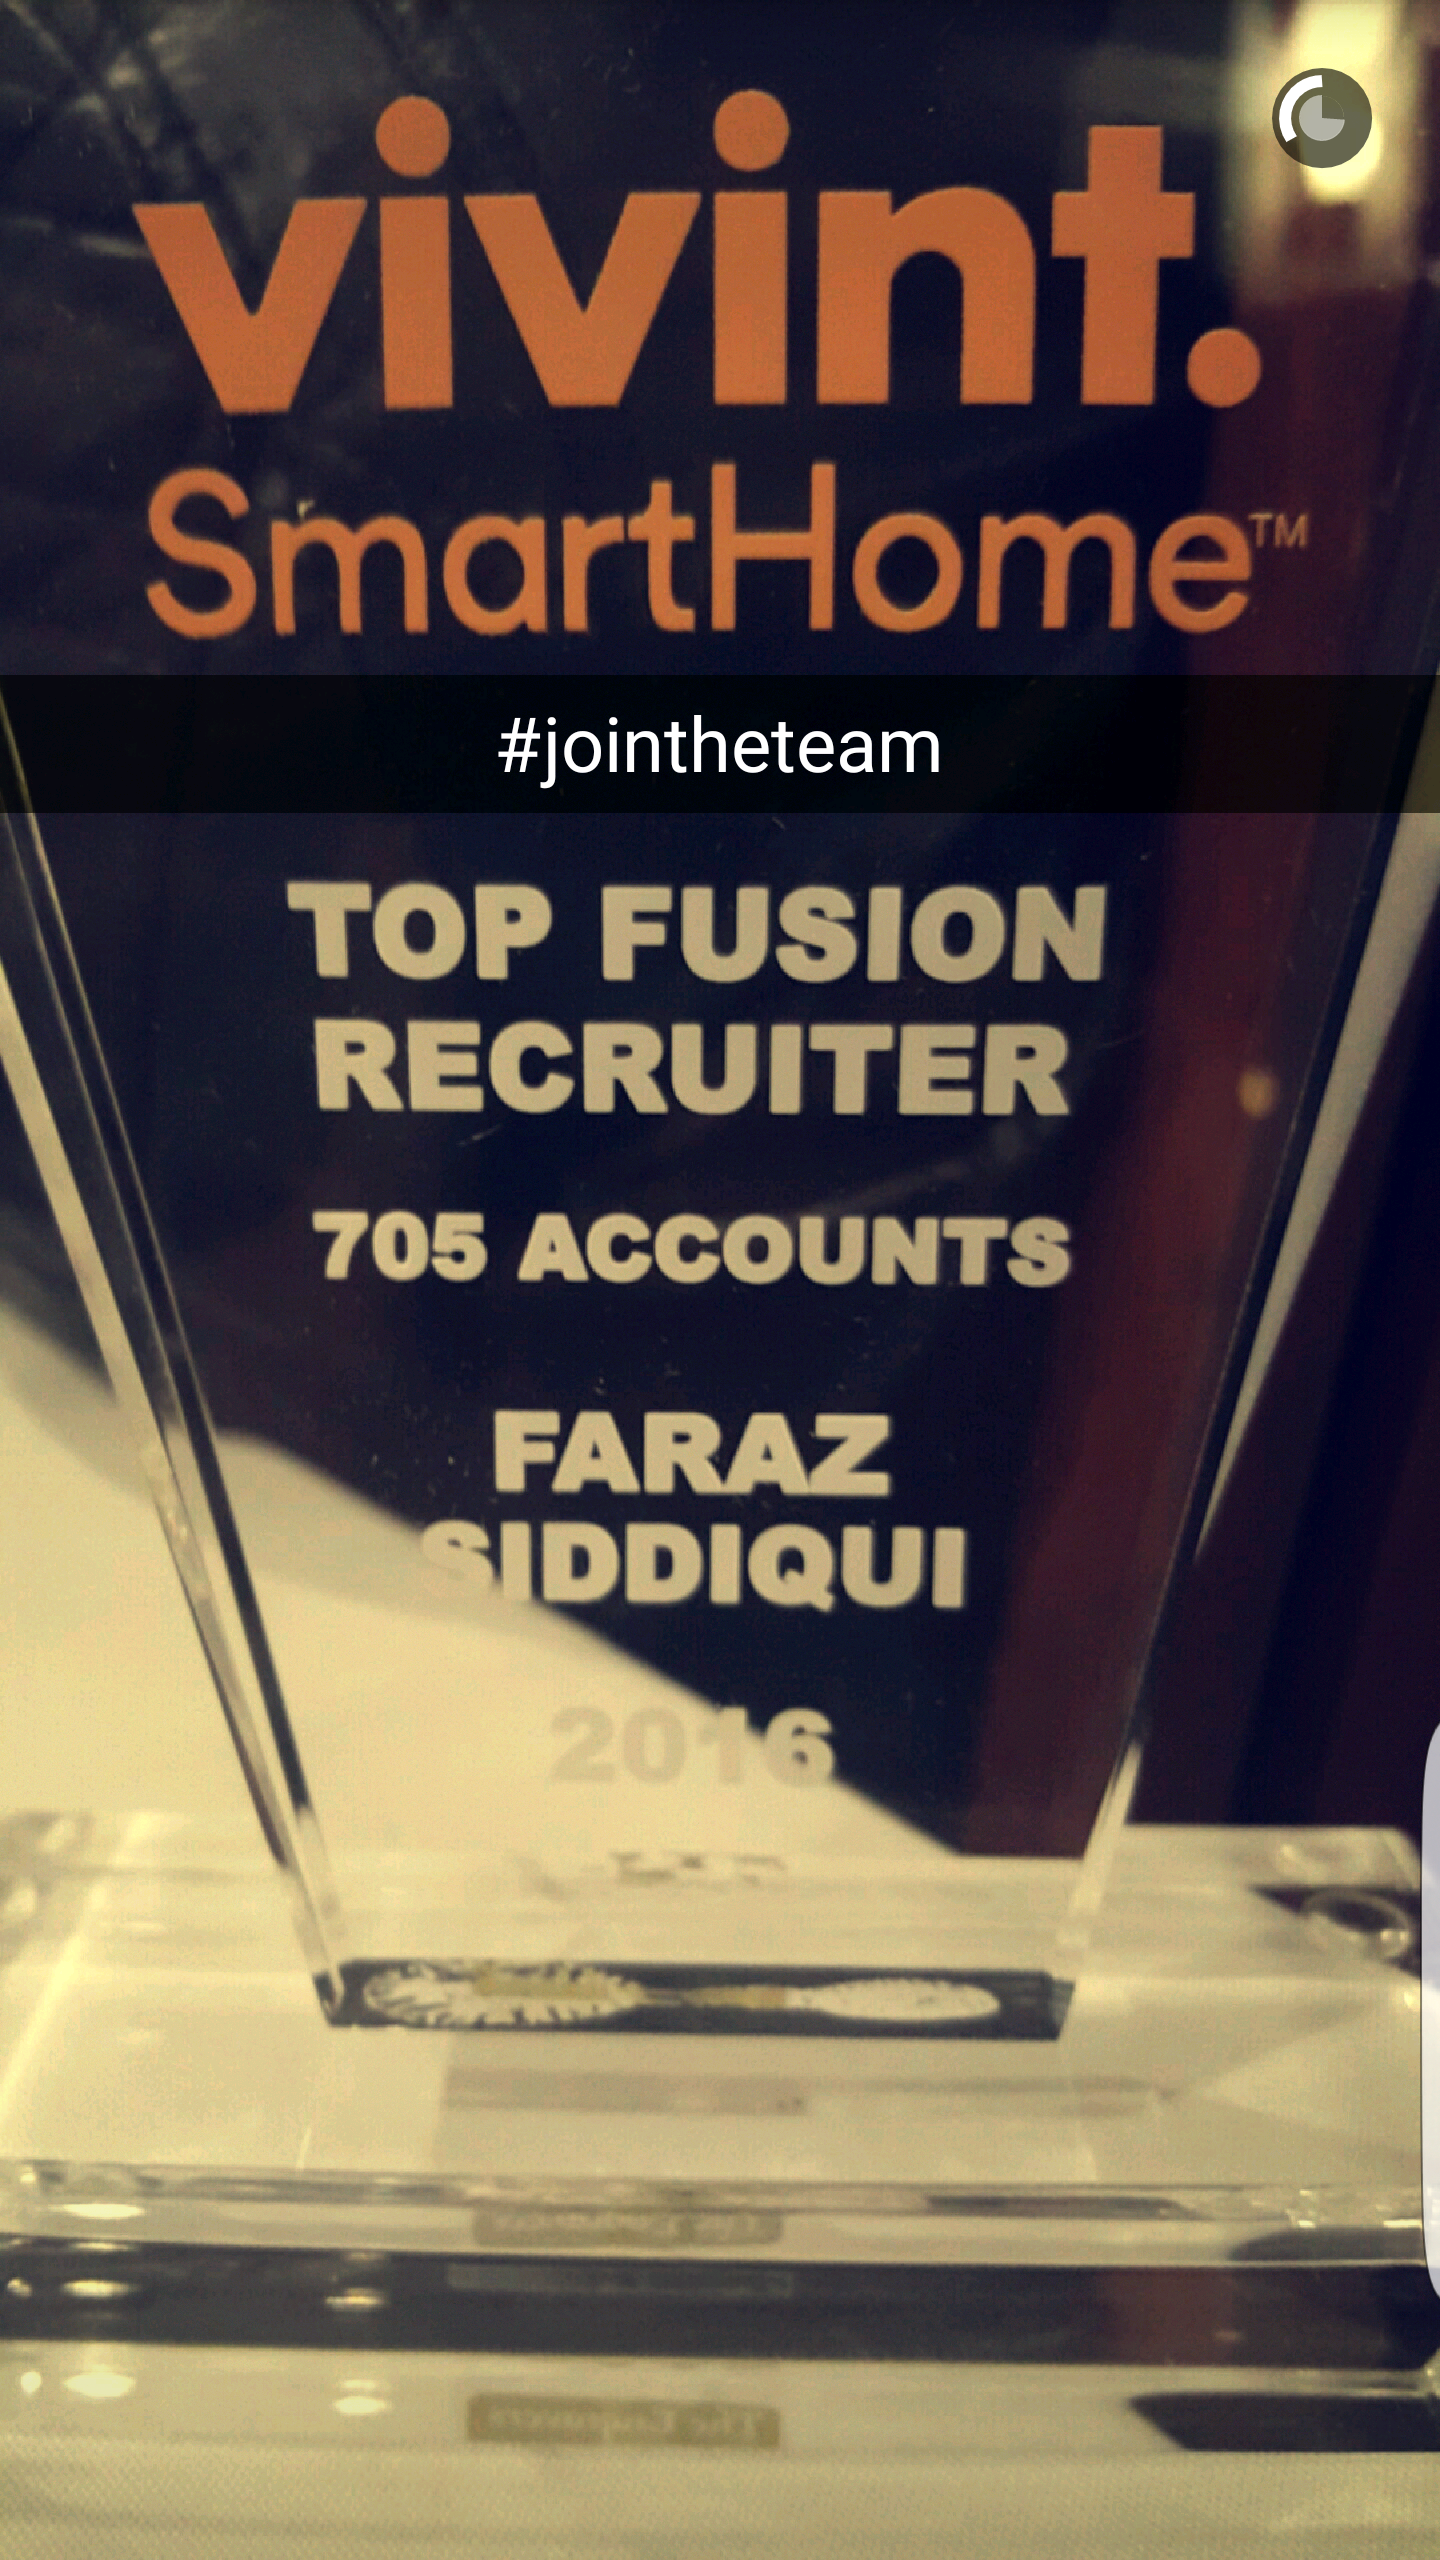 vivint.
SmartHome™
#jointheteam
TOP FUSION
RECRUITER
705 ACCOUNTS
FARAZ
SIDDIQUI
2016